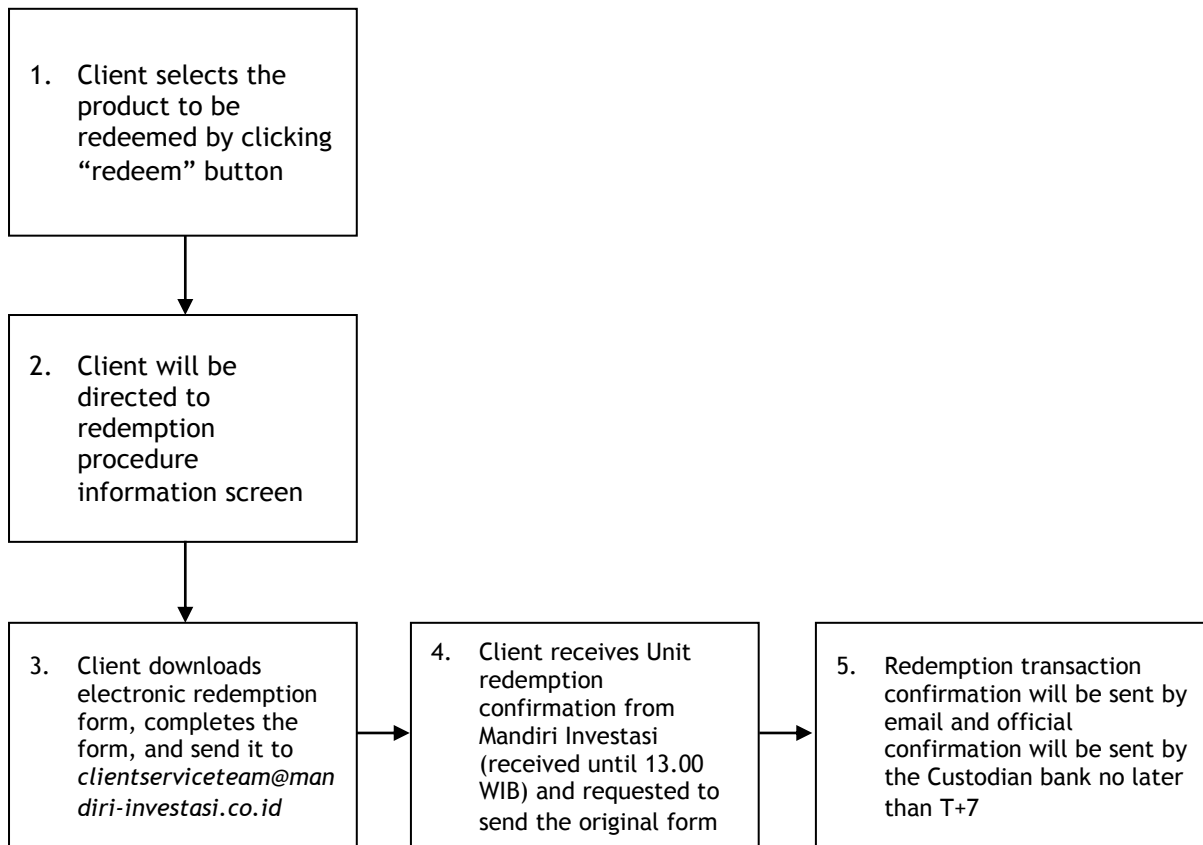 1. Client selects the
product to be
redeemed by clicking
“redeem” button
2. Client will be
directed to
redemption
procedure
information screen
3. Client downloads
electronic redemption
form, completes the
form, and send it to
clientserviceteam@man
diri-investasi.co.id
4. Client receives Unit
redemption
confirmation from
Mandiri Investasi
(received until 13.00
WIB) and requested to
send the original form
5. Redemption transaction
confirmation will be sent by
email and official
confirmation will be sent by
the Custodian bank no later
than T+7